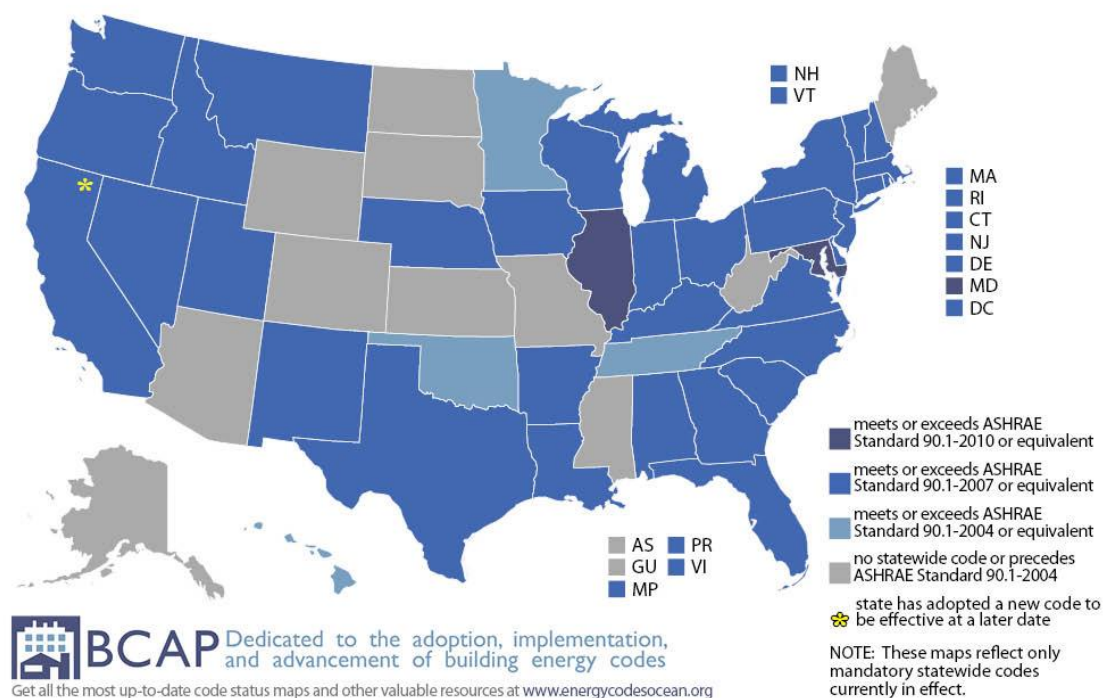 NH
VT
MA
RI
CT
NJ
DE
MD
DC
meets or exceeds ASHRAE
Standard 90.1-2010 or equivalent
meets or exceeds ASHRAE
Standard 90.1-2007 or equivalent
meets or exceeds ASHRAE
Standard 90.1-2004 or equivalent
no statewide code or precedes
ASHRAE Standard 90.1-2004
state has adopted a new code to
be effective at a later date
NOTE: These maps reflect only
mandatory statewide codes
currently in effect.
AS PR
GU VI
MP
BCAP Dedicated to the adoption, implementation,
and advancement of building energy codes
Get all the most up-to-date code status maps and other valuable resources at www.energycodesocean.org